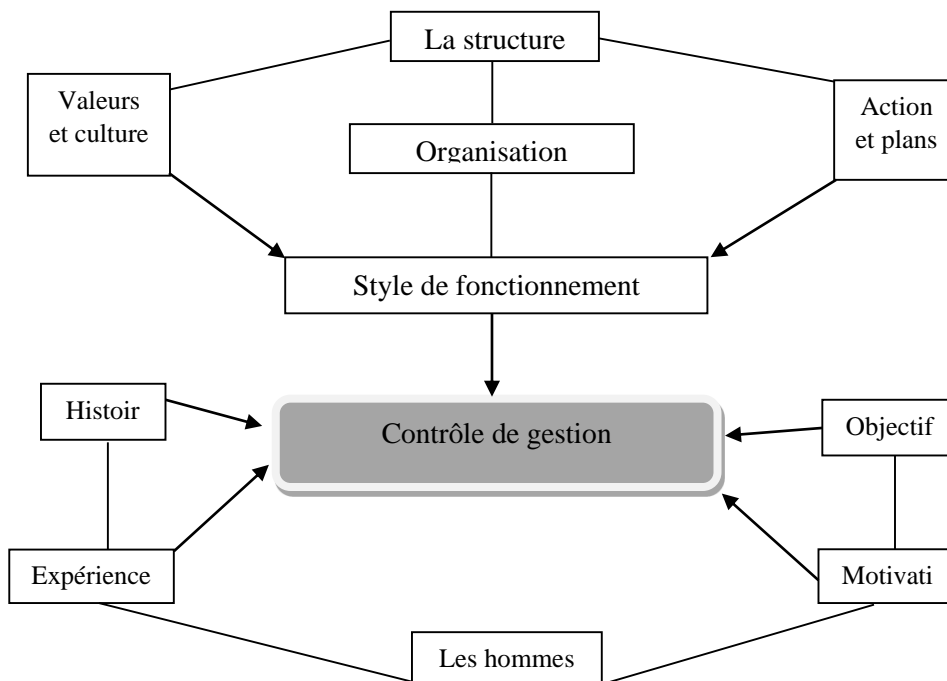 La structure
Valeurs
et culture
Action
et plans
Organisation
Style de fonctionnement
Histoir
Contrôle de gestion
Objectif
Expérience
Motivati
Les hommes